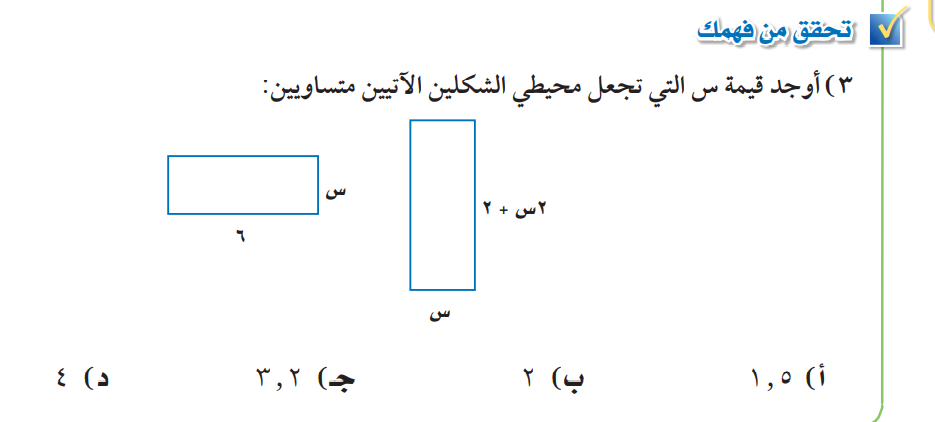 تحقق من فهمك
٣) أوجد قيمة س التي تجعل محيطي الشكلين الآتيين متساويين:
٢س + ٢
س
س
٦
أ) ١,٥
ب) ٢
جـ) ٣,٢
د) ٤